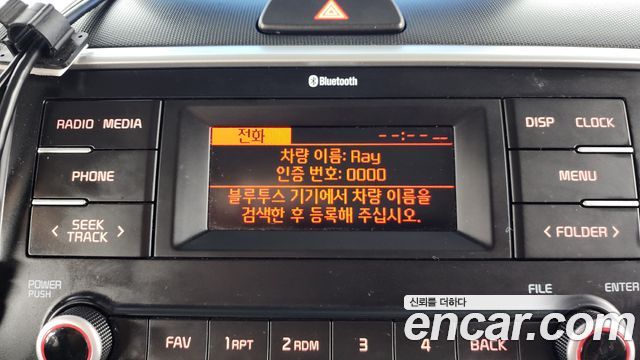 Bluetooth
RADIO MEDIA
DISP CLOCK
전화 --:--
차량 이름: Ray
인증 번호: 0000
블루투스 기기에서 차량 이름을
검색한 후 등록해 주십시오.
PHONE
MENU
< SEEK TRACK >
< FOLDER >
POWER
PUSH
FILE
ENTER
FAV
1 RPT
2 RDM
3
4
BACK
신뢰를 더하다
encar.com